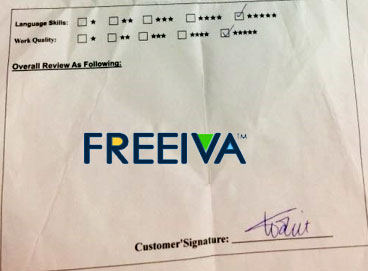 Language Skills: ☐ ★ ☐ ★★ ☐ ★★★ ☐ ★★★★ ☑ ★★★★★
Work Quality: ☐ ★ ☐ ★★ ☐ ★★★ ☐ ★★★★ ☑ ★★★★★
Overall Review As Following:
FREEIVA™
Customer'Signature: